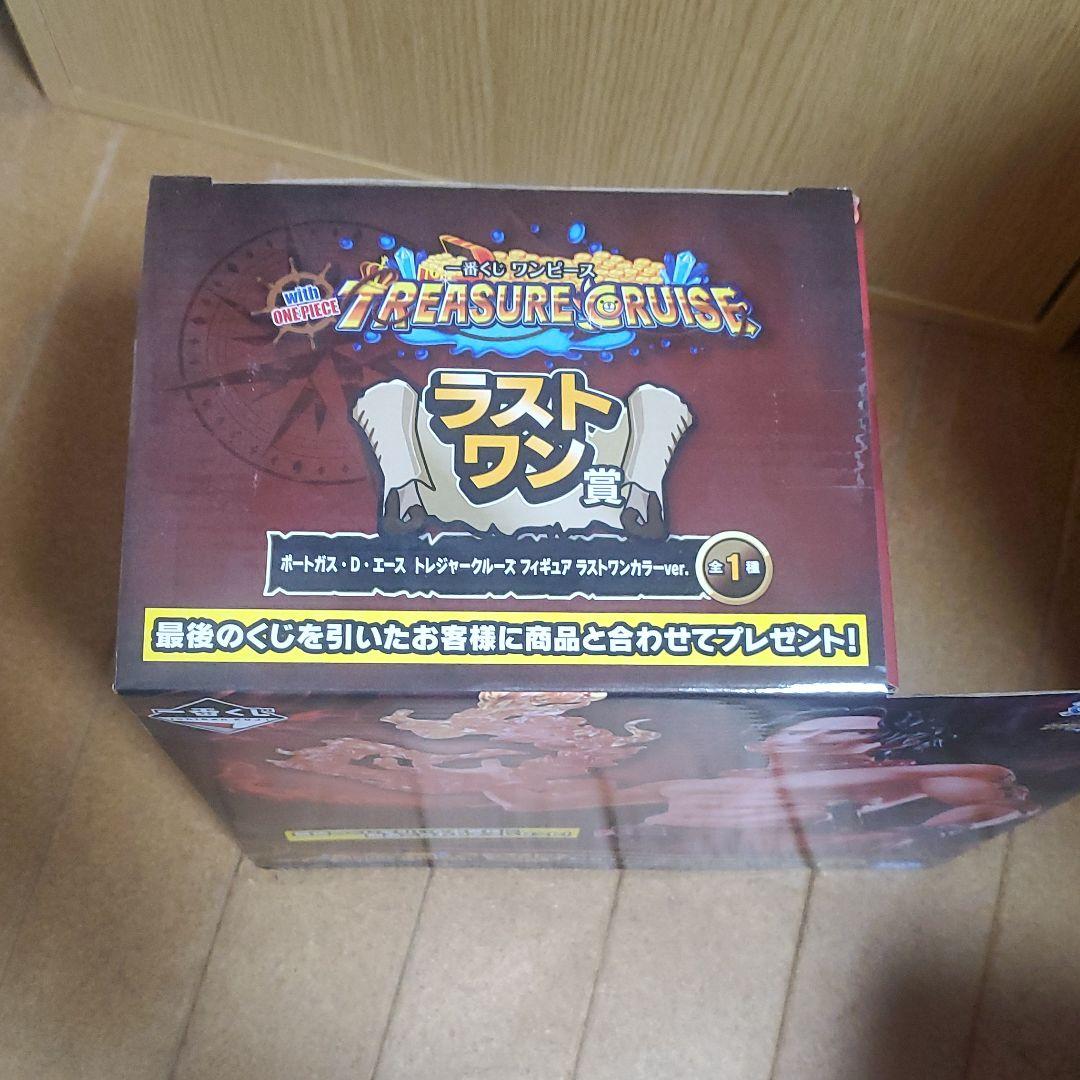 一番くじ ワンピース
with
ONE PIECE
TREASURE CRUISE
ラスト
ワン賞
ポートガス・D・エース トレジャークルーズ フィギュア ラストワンカラーver.
全1種
最後のくじを引いたお客様に商品と合わせてプレゼント!
一番くじ